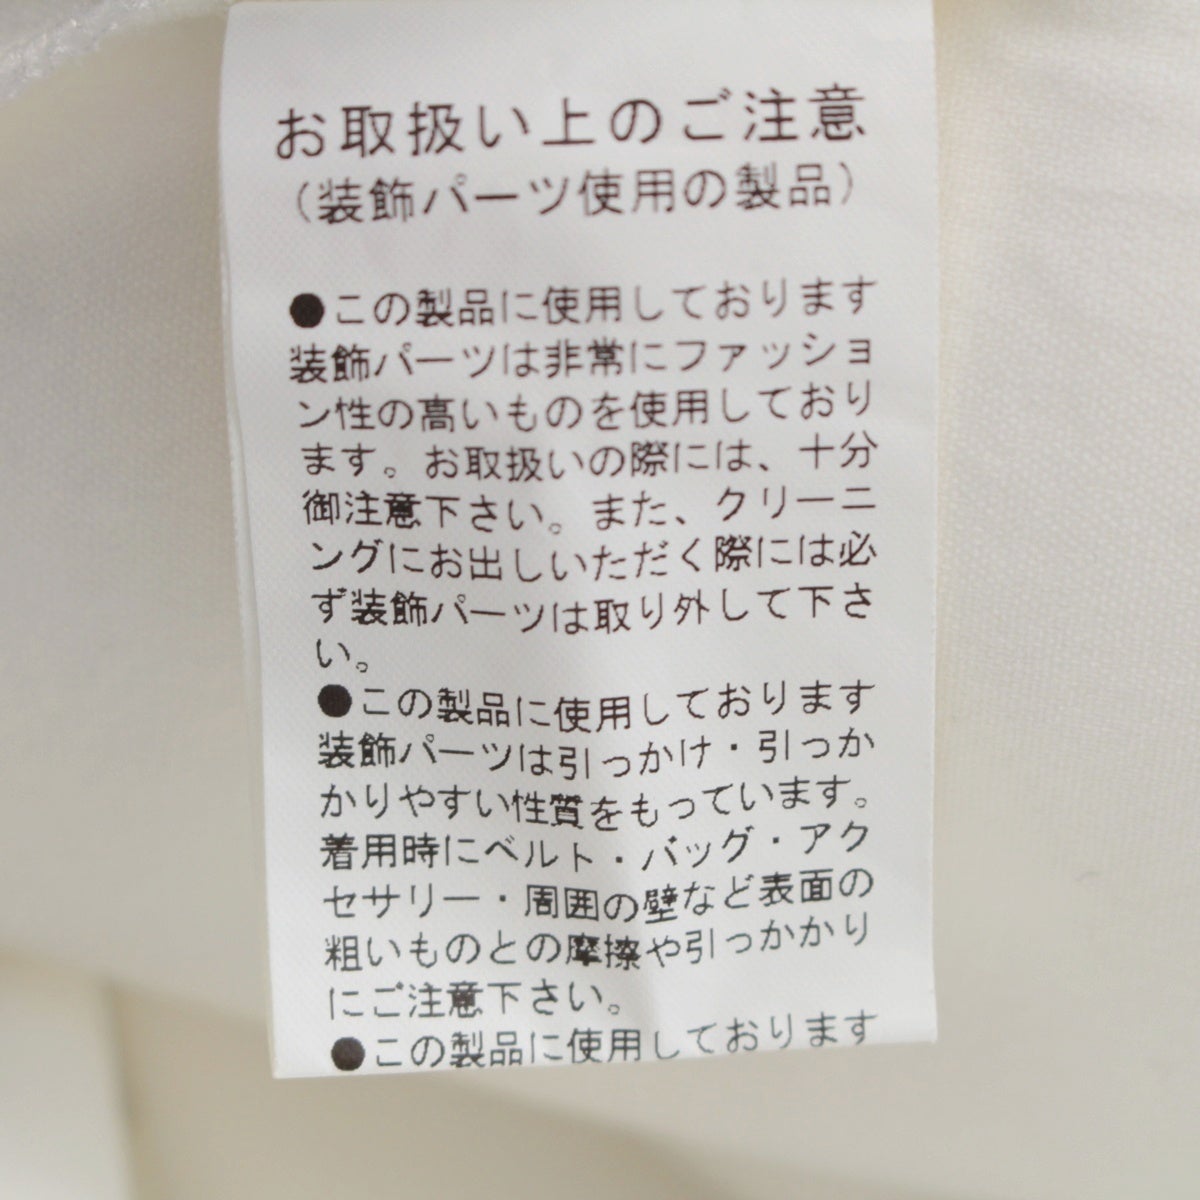 お取扱い上のご注意
（装飾パーツ使用の製品）
●この製品に使用しております
装飾パーツは非常にファッショ
ン性の高いものを使用しており
ます。お取扱いの際には、十分
御注意下さい。また、クリーニ
ングにお出しいただく際には必
ず装飾パーツは取り外して下さ
い。
●この製品に使用しております
装飾パーツは引っかけ・引っか
かりやすい性質をもっています。
着用時にベルト・バッグ・アク
セサリー・周囲の壁など表面の
粗いものとの摩擦や引っかかり
にご注意下さい。
●この製品に使用しております